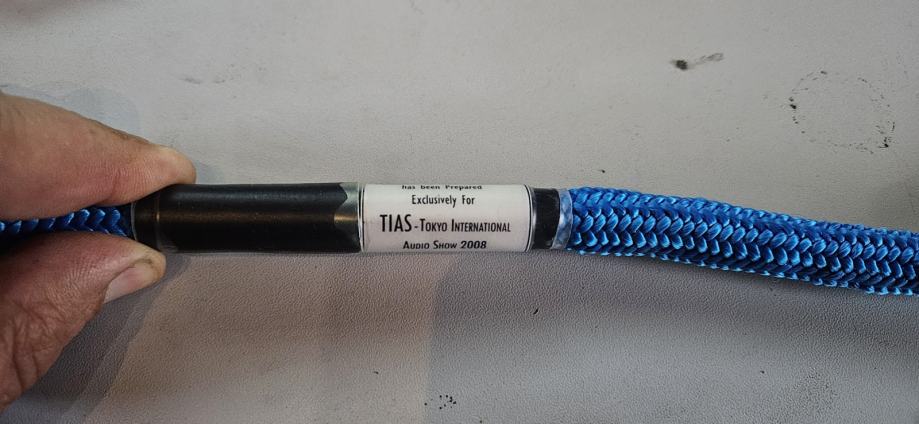 has been Prepared
Exclusively For
TIAS - TOKYO INTERNATIONAL
AUDIO SHOW 2008